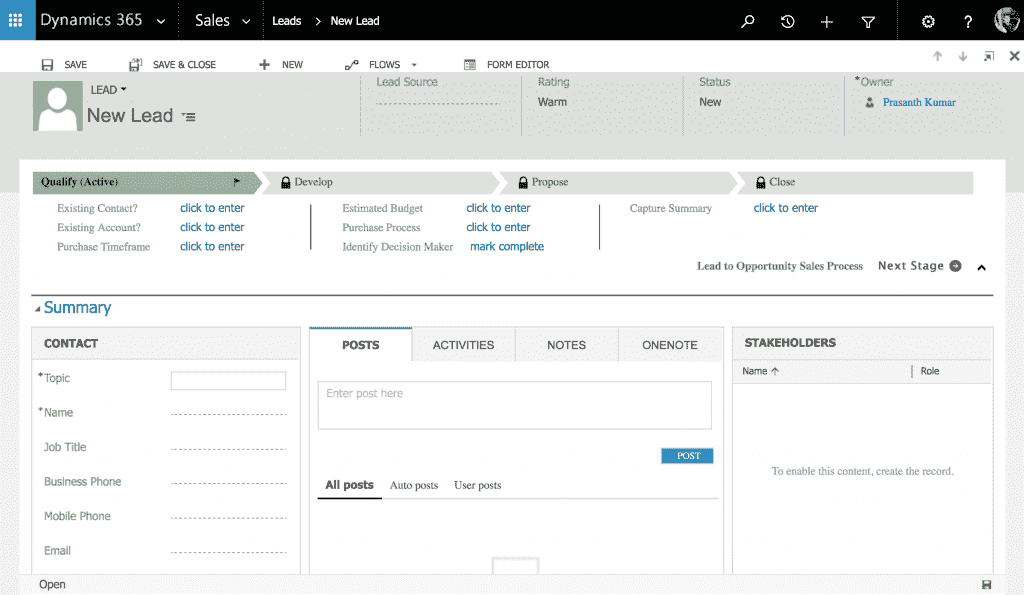 Dynamics 365 Sales Leads > New Lead ?
SAVE SAVE & CLOSE NEW FLOWS FORM EDITOR
LEAD
New Lead
Lead Source
Rating
Warm
Status
New
*Owner
Prasanth Kumar
Qualify (Active) Develop Propose Close
Existing Contact? click to enter
Existing Account? click to enter
Purchase Timeframe click to enter
Estimated Budget click to enter
Purchase Process click to enter
Identify Decision Maker mark complete
Capture Summary click to enter
Lead to Opportunity Sales Process Next Stage
Summary
CONTACT
*Topic
*Name
Job Title
Business Phone
Mobile Phone
Email
POSTS ACTIVITIES NOTES ONENOTE
Enter post here
POST
All posts Auto posts User posts
STAKEHOLDERS
Name ↑ Role
To enable this content, create the record.
Open